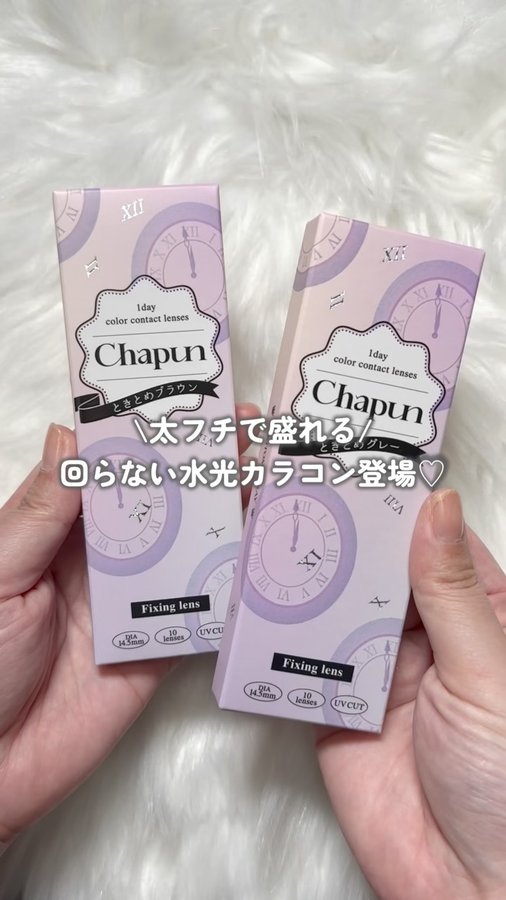 XII
1day
color contact lenses
Chapun
ときとめブラウン
Fixing lens
DIA
14.5mm
10
lenses
UV CUT
XII
1day
color contact lenses
Chapun
ときとめグレー
Fixing lens
DIA
14.5mm
10
lenses
UV CUT
\太フチで盛れる/
回らない水光カラコン登場♡